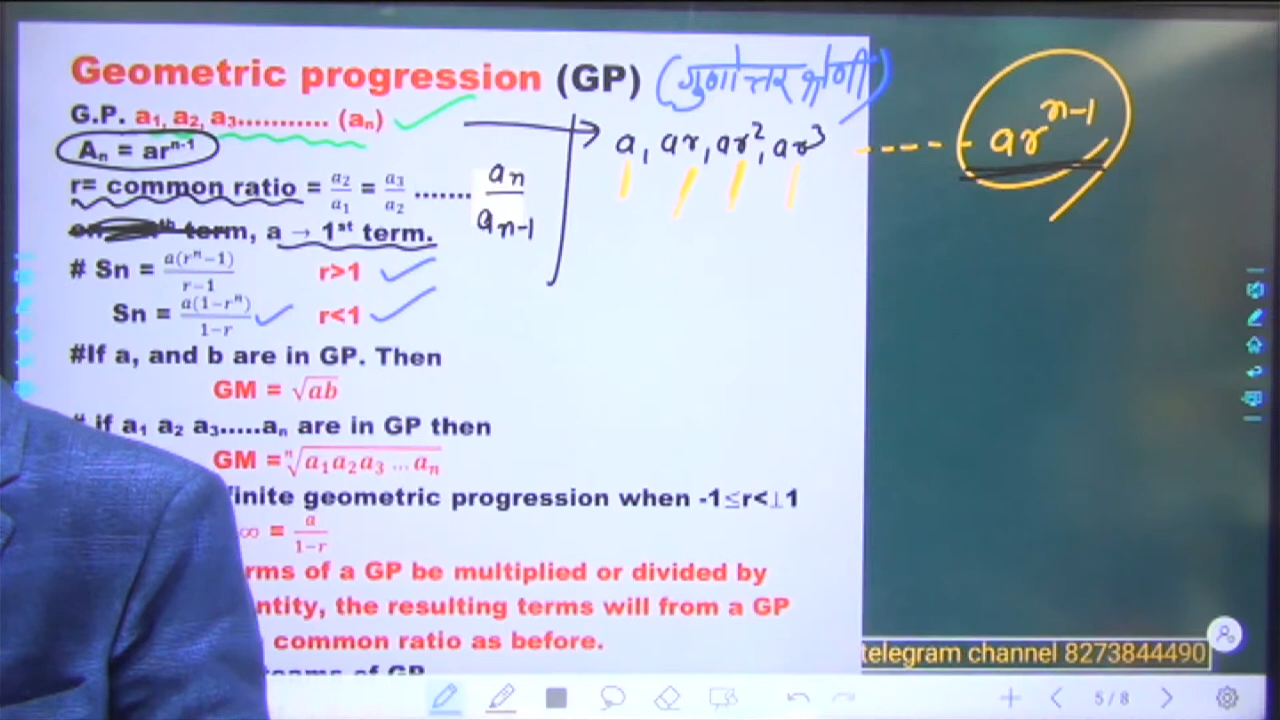 Geometric progression (GP) (गुणोत्तर श्रेणी)
G.P. a₁, a₂, a₃............ (aₙ)
a, ar, ar², ar³ ----- arⁿ⁻¹
Aₙ = arⁿ⁻¹
r= common ratio = a₂/a₁ = a₃/a₂ ....... aₙ/aₙ₋₁
term, a → 1ˢᵗ term.
# Sn = a(rⁿ−1)/r−1 r>1
Sn = a(1−rⁿ)/1−r r<1
#If a, and b are in GP. Then
GM = √ab
if a₁ a₂ a₃.....aₙ are in GP then
GM = ⁿ√a₁a₂a₃ ... aₙ
finite geometric progression when -1≤r<⊥1
∞ = a/1−r
rms of a GP be multiplied or divided by
ntity, the resulting terms will from a GP
common ratio as before.
of GP
telegram channel 8273844490
5 / 8